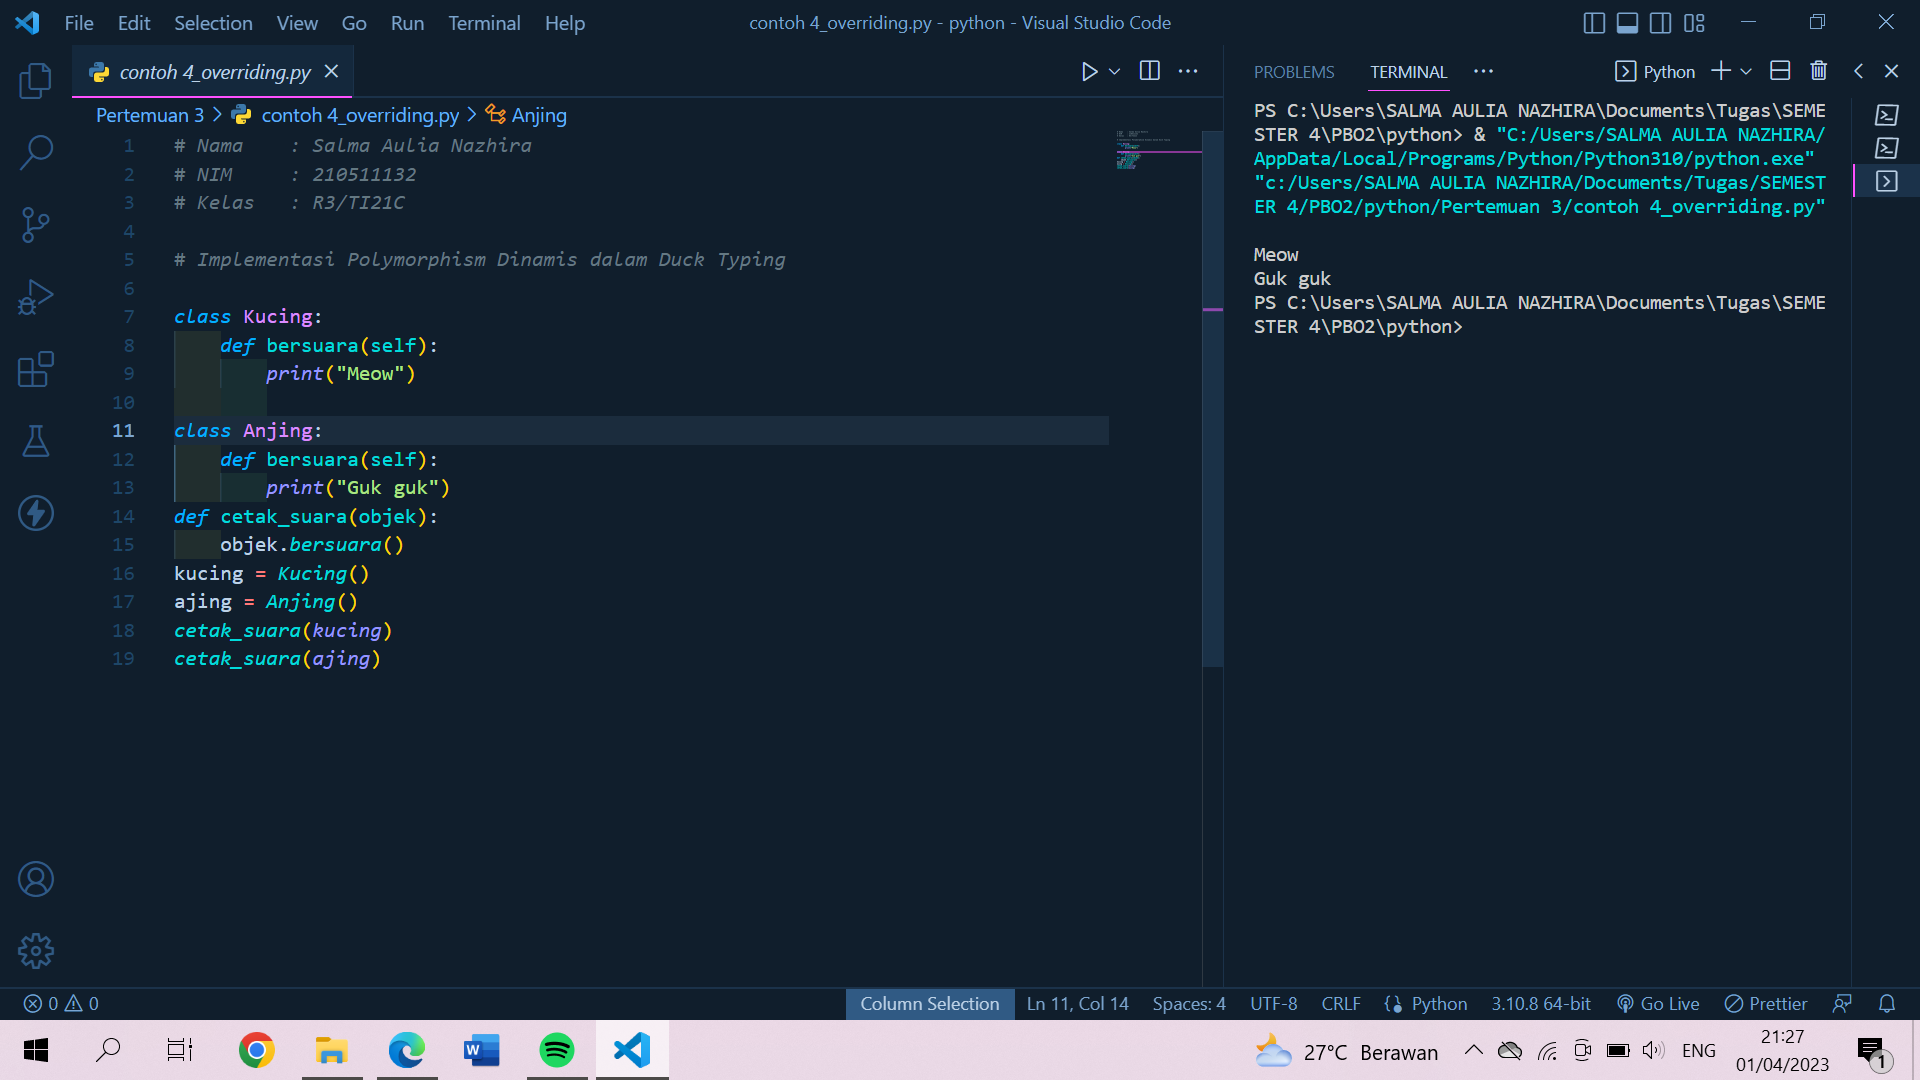 File Edit Selection View Go Run Terminal Help
contoh 4_overriding.py - python - Visual Studio Code
contoh 4_overriding.py
Pertemuan 3 > contoh 4_overriding.py > Anjing
1 # Nama    : Salma Aulia Nazhira
2 # NIM     : 210511132
3 # Kelas   : R3/TI21C
4
5 # Implementasi Polymorphism Dinamis dalam Duck Typing
6
7 class Kucing:
8     def bersuara(self):
9         print("Meow")
10
11 class Anjing:
12     def bersuara(self):
13         print("Guk guk")
14 def cetak_suara(objek):
15     objek.bersuara()
16 kucing = Kucing()
17 ajing = Anjing()
18 cetak_suara(kucing)
19 cetak_suara(ajing)
PROBLEMS TERMINAL ··· Python
PS C:\Users\SALMA AULIA NAZHIRA\Documents\Tugas\SEME
STER 4\PBO2\python> & "C:/Users/SALMA AULIA NAZHIRA/
AppData/Local/Programs/Python/Python310/python.exe"
"c:/Users/SALMA AULIA NAZHIRA/Documents/Tugas/SEMEST
ER 4/PBO2/python/Pertemuan 3/contoh 4_overriding.py"
Meow
Guk guk
PS C:\Users\SALMA AULIA NAZHIRA\Documents\Tugas\SEME
STER 4\PBO2\python>
0 0 Column Selection Ln 11, Col 14 Spaces: 4 UTF-8 CRLF Python 3.10.8 64-bit Go Live Prettier
27°C Berawan ENG
21:27
01/04/2023
1